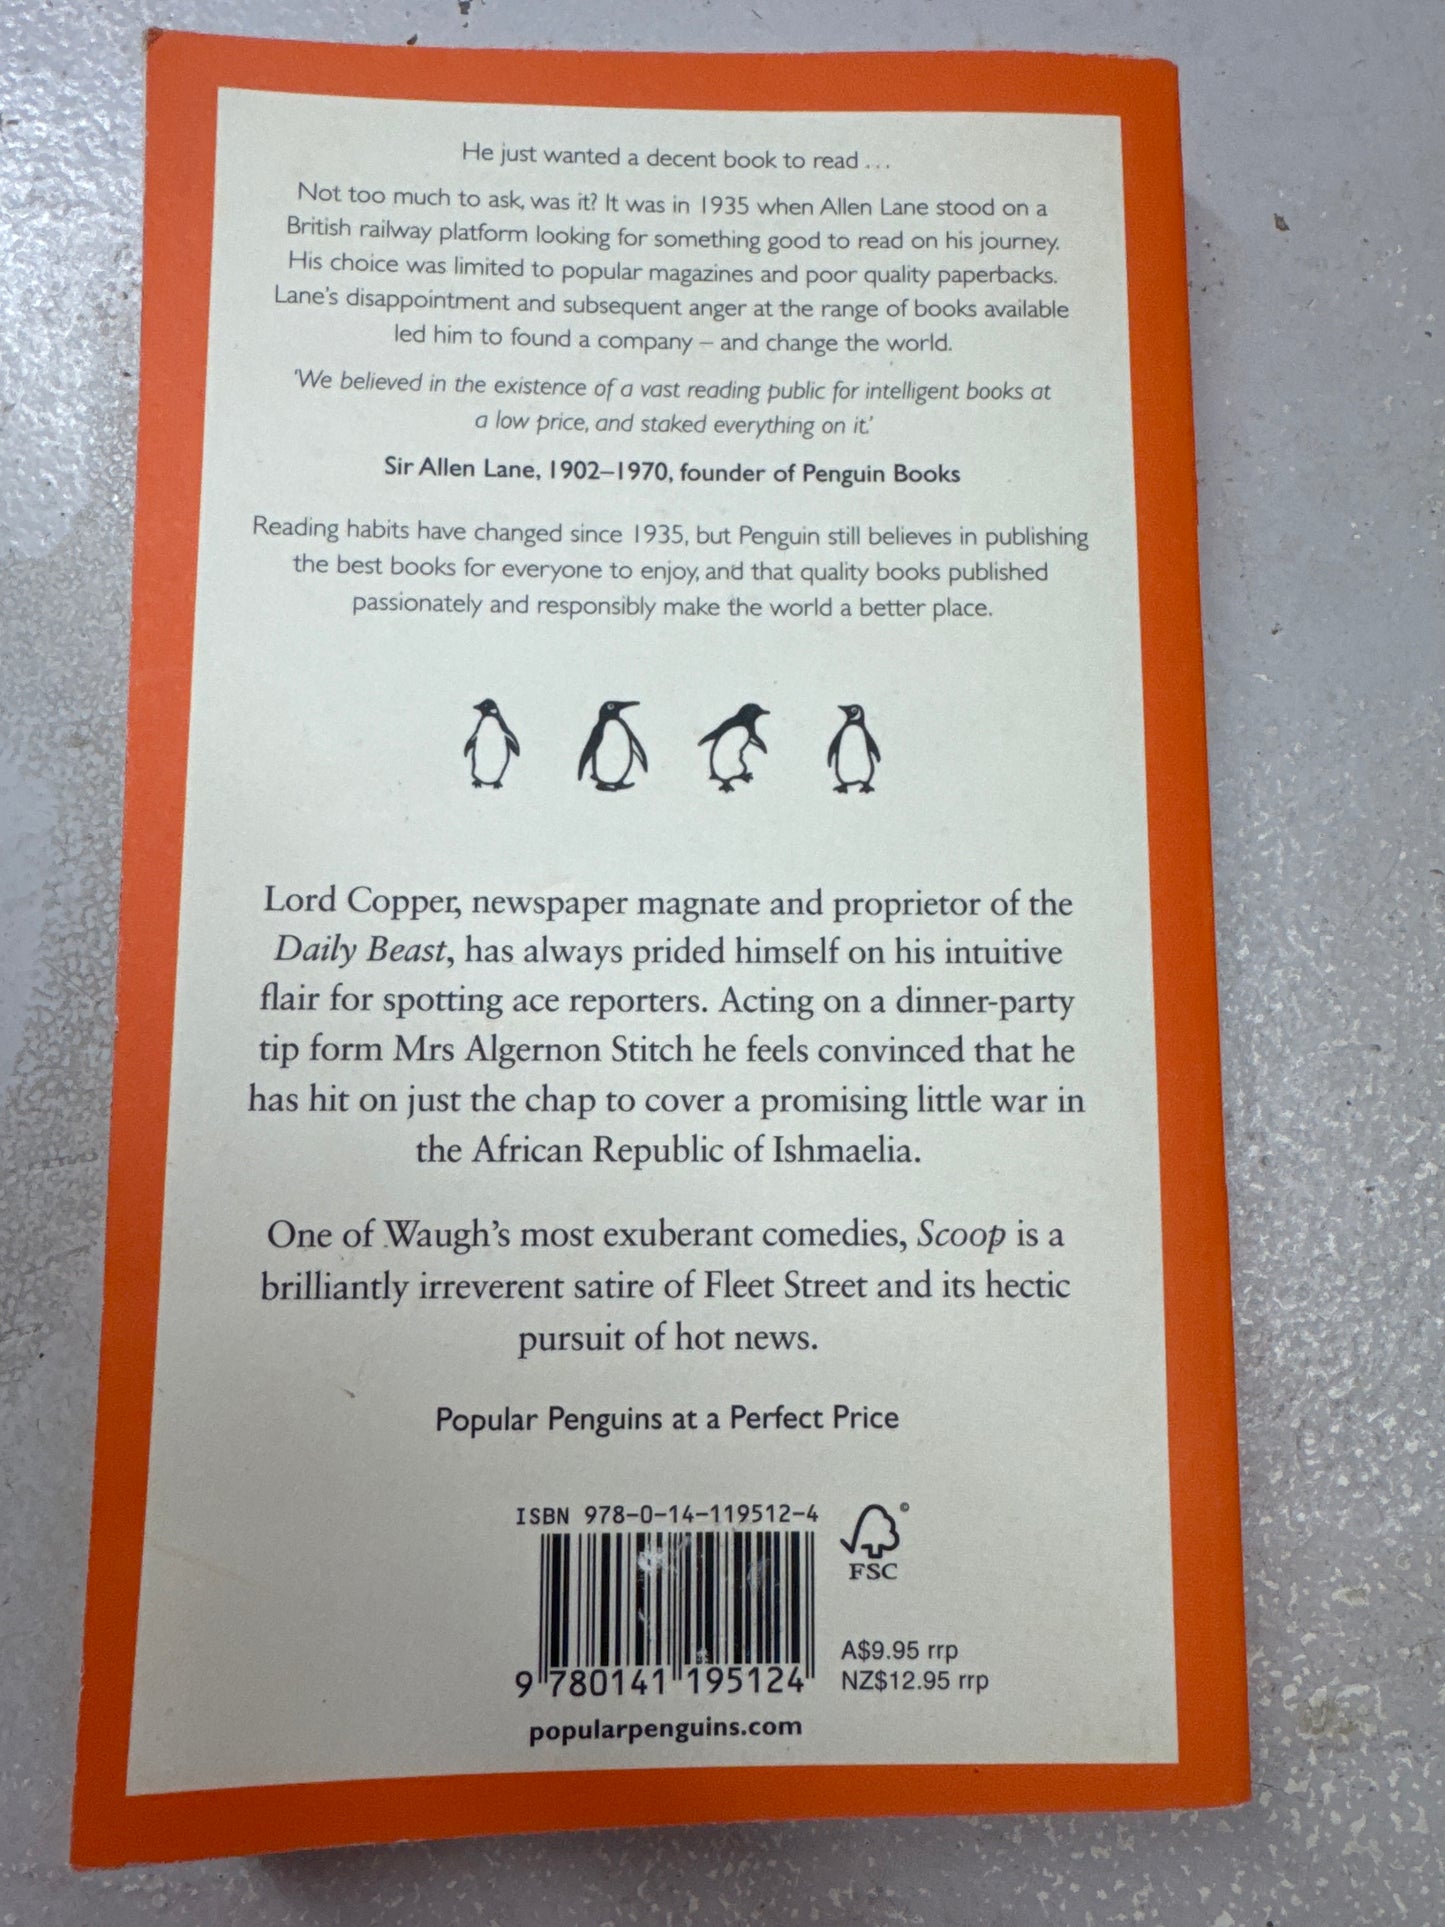 He just wanted a decent book to read ...
Not too much to ask, was it? It was in 1935 when Allen Lane stood on a
British railway platform looking for something good to read on his journey.
His choice was limited to popular magazines and poor quality paperbacks.
Lane's disappointment and subsequent anger at the range of books available
led him to found a company – and change the world.
'We believed in the existence of a vast reading public for intelligent books at
a low price, and staked everything on it.'
Sir Allen Lane, 1902–1970, founder of Penguin Books
Reading habits have changed since 1935, but Penguin still believes in publishing
the best books for everyone to enjoy, and that quality books published
passionately and responsibly make the world a better place.
Lord Copper, newspaper magnate and proprietor of the
Daily Beast, has always prided himself on his intuitive
flair for spotting ace reporters. Acting on a dinner-party
tip form Mrs Algernon Stitch he feels convinced that he
has hit on just the chap to cover a promising little war in
the African Republic of Ishmaelia.
One of Waugh's most exuberant comedies, Scoop is a
brilliantly irreverent satire of Fleet Street and its hectic
pursuit of hot news.
Popular Penguins at a Perfect Price
ISBN 978-0-14-119512-4
©
FSC
A$9.95 rrp
NZ$12.95 rrp
9 780141 195124
popularpenguins.com